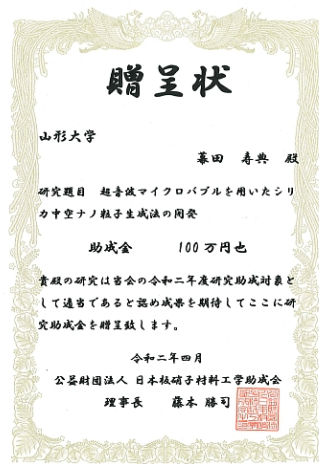 贈呈状
山形大学
幕田 寿典 殿
研究題目 超音波マイクロバブルを用いたシリ
カ中空ナノ粒子生成法の開発
助成金 100万円也
貴殿の研究は当会の令和二年度研究助成対象と
して適当であると認め成果を期待してここに研
究助成金を贈呈致します。
令和二年四月
公益財団法人 日本板硝子材料工学助成会
理事長 藤本 勝司